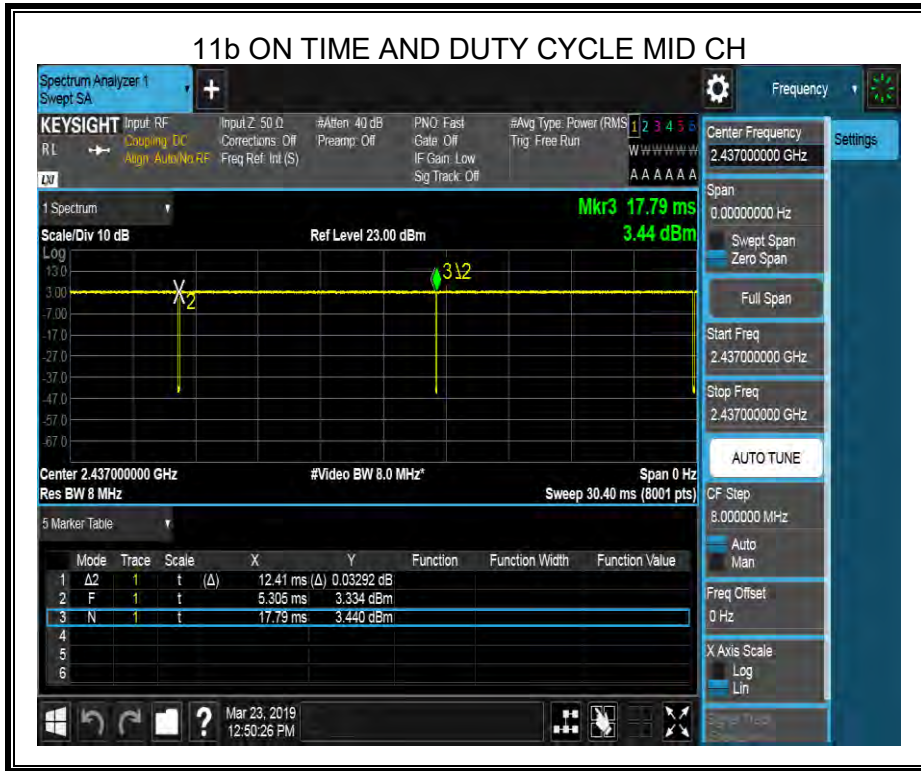 11b ON TIME AND DUTY CYCLE MID CH
Spectrum Analyzer 1
Swept SA
+
Frequency
KEYSIGHT
RL
LXI
Input: RF
Coupling: DC
Align: Auto/No RF
Input Z: 50 Ω
Corrections: Off
Freq Ref: Int (S)
#Atten: 40 dB
Preamp: Off
PNO: Fast
Gate: Off
IF Gain: Low
Sig Track: Off
#Avg Type: Power (RMS
Trig: Free Run
1 2 3 4 5 6
W W W W W W
A A A A A A
1 Spectrum
Scale/Div 10 dB
Ref Level 23.00 dBm
Mkr3 17.79 ms
3.44 dBm
Log
13.0
3.00
-7.00
-17.0
-27.0
-37.0
-47.0
-57.0
-67.0
2
3 1Δ2
Center 2.437000000 GHz
#Video BW 8.0 MHz*
Span 0 Hz
Res BW 8 MHz
Sweep 30.40 ms (8001 pts)
5 Marker Table
Mode Trace Scale X Y Function Function Width Function Value
1 Δ2 1 t (Δ) 12.41 ms (Δ) 0.03292 dB
2 F 1 t 5.305 ms 3.334 dBm
3 N 1 t 17.79 ms 3.440 dBm
4
5
6
?
Mar 23, 2019
12:50:26 PM
Center Frequency
2.437000000 GHz
Settings
Span
0.00000000 Hz
Swept Span
Zero Span
Full Span
Start Freq
2.437000000 GHz
Stop Freq
2.437000000 GHz
AUTO TUNE
CF Step
8.000000 MHz
Auto
Man
Freq Offset
0 Hz
X Axis Scale
Log
Lin
Signal Track